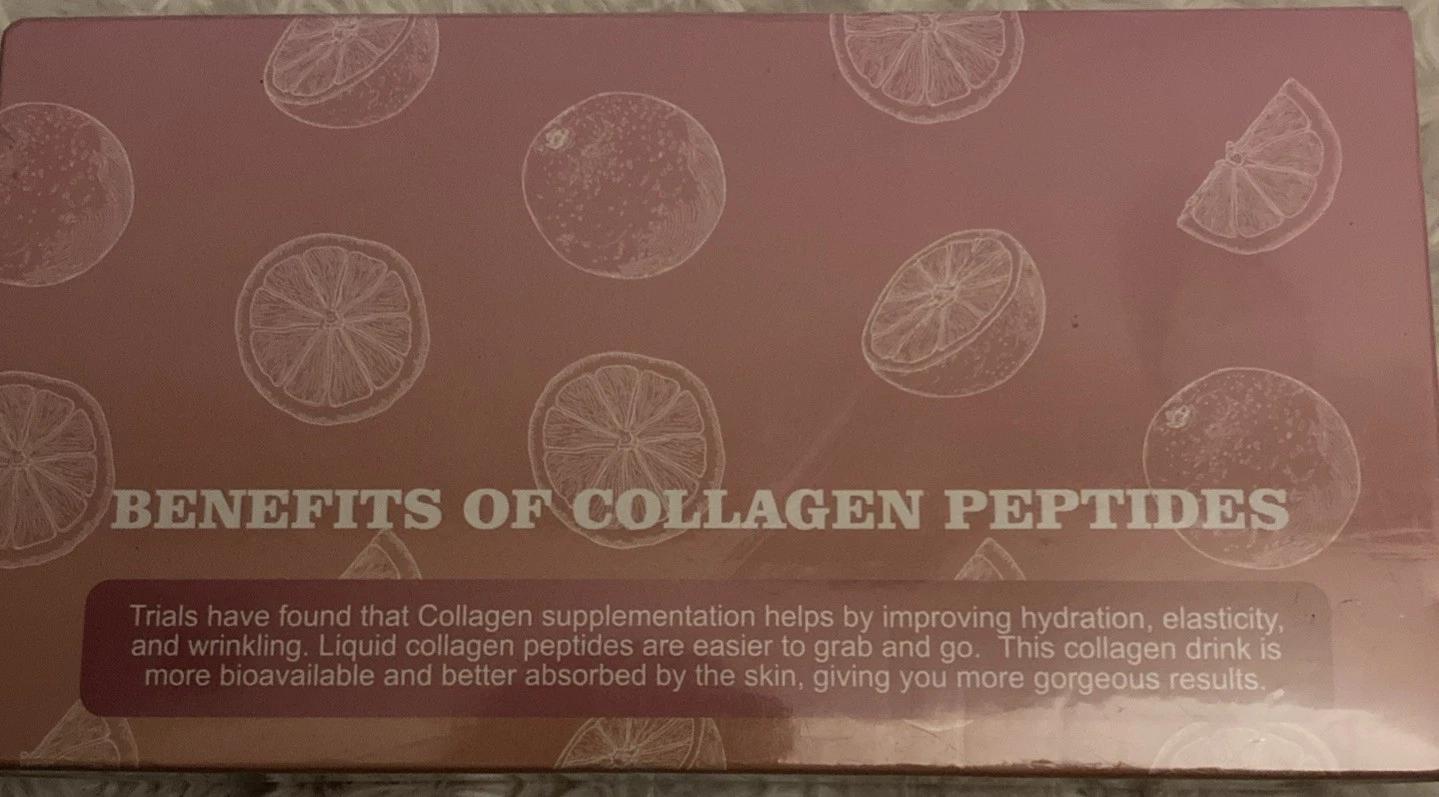 BENEFITS OF COLLAGEN PEPTIDES
Trials have found that Collagen supplementation helps by improving hydration, elasticity,
and wrinkling. Liquid collagen peptides are easier to grab and go. This collagen drink is
more bioavailable and better absorbed by the skin, giving you more gorgeous results.